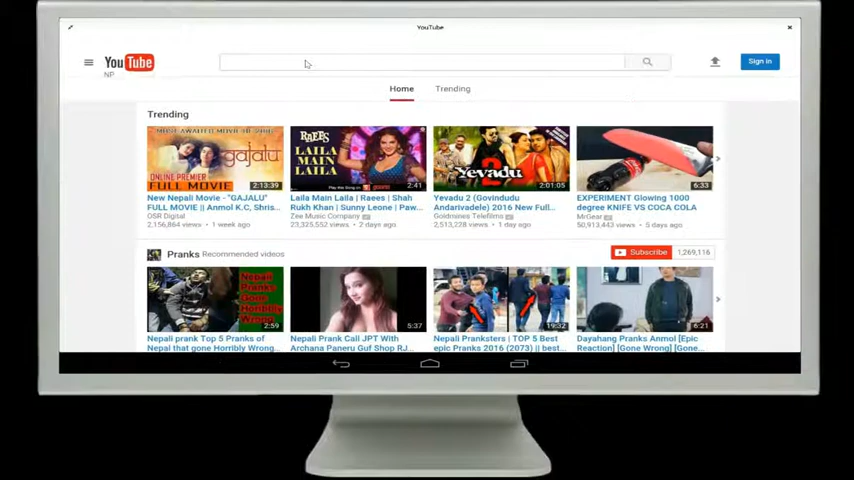 YouTube
YouTube
NP
Sign in
Home Trending
Trending
MOST AWAITED MOVIE OF 2016
gajalu
ONLINE PREMIER
FULL MOVIE
2:13:39
RAEES
LAILA
MAIN
LAILA
2:41
Yevadu
2
2:01:05
6:33
New Nepali Movie - "GAJALU"
FULL MOVIE || Anmol K.C, Shris...
OSR Digital
2,156,864 views • 1 week ago
Laila Main Laila | Raees | Shah
Rukh Khan | Sunny Leone | Paw...
Zee Music Company
23,325,552 views • 2 days ago
Yevadu 2 (Govindudu
Andarivadele) 2016 New Full...
Goldmines Telefilms
2,513,228 views • 1 day ago
EXPERIMENT Glowing 1000
degree KNIFE VS COCA COLA
MrGear
50,913,443 views • 5 days ago
Pranks Recommended videos
Subscribe 1,269,116
Nepali
Pranks
Gone
Horribly
Wrong
2:59
5:37
19:32
6:21
Nepali prank Top 5 Pranks of
Nepal that gone Horribly Wrong...
Nepali Prank Call JPT With
Archana Paneru Guf Shop RJ...
Nepali Pranksters | TOP 5 Best
epic Pranks 2016 (2073) || best...
Dayahang Pranks Anmol [Epic
Reaction] [Gone Wrong] [Gone...